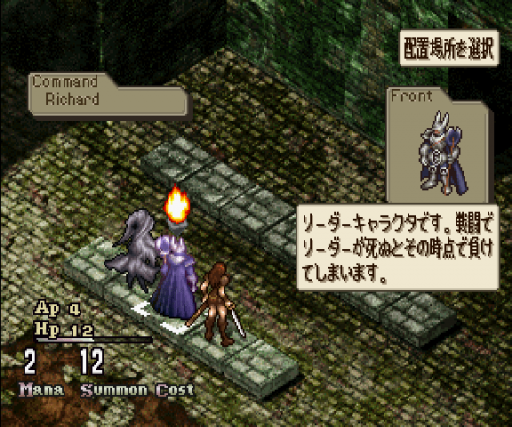 配置場所を選択
Command
Richard
Front
リーダーキャラクタです。戦闘で
リーダーが死ぬとその時点で負け
てしまいます。
Ap 4
Hp 12
2 12
Mana Summon Cost